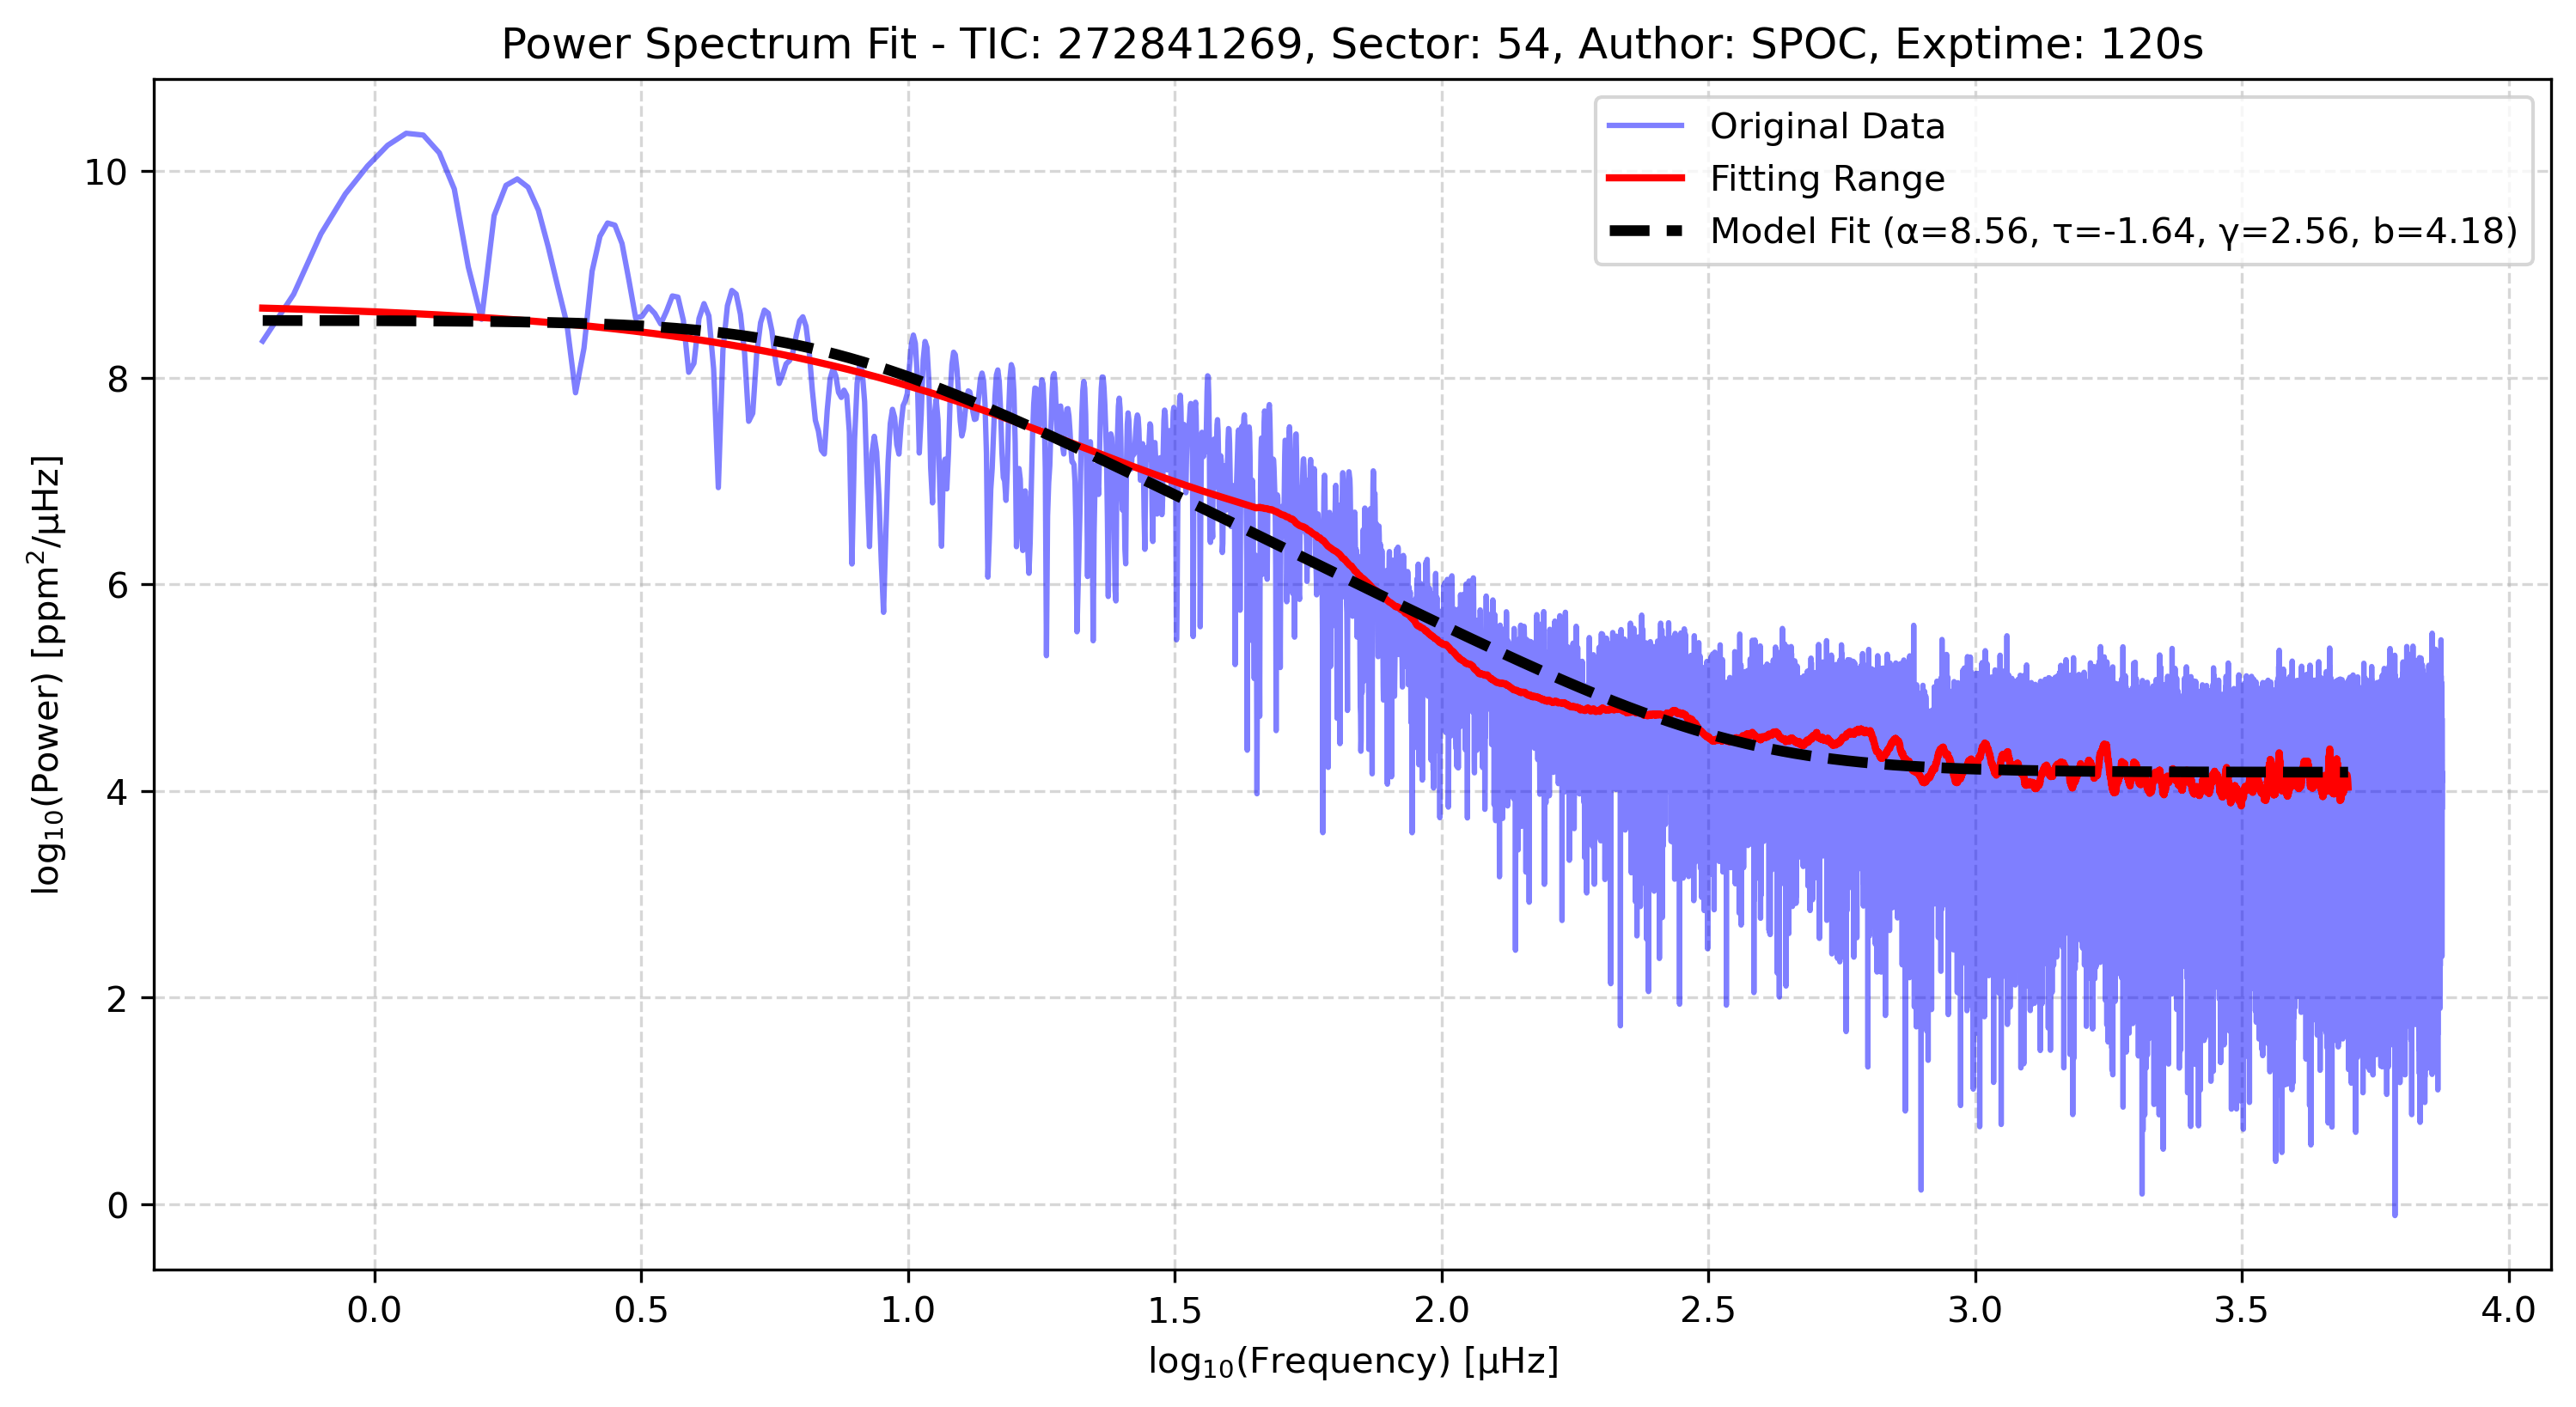 Power Spectrum Fit - TIC: 272841269, Sector: 54, Author: SPOC, Exptime: 120s
Original Data
Fitting Range
Model Fit (α=8.56, τ=-1.64, γ=2.56, b=4.18)
log₁₀(Power) [ppm²/μHz]
10
8
6
4
2
0
0.0 0.5 1.0 1.5 2.0 2.5 3.0 3.5 4.0
log₁₀(Frequency) [μHz]